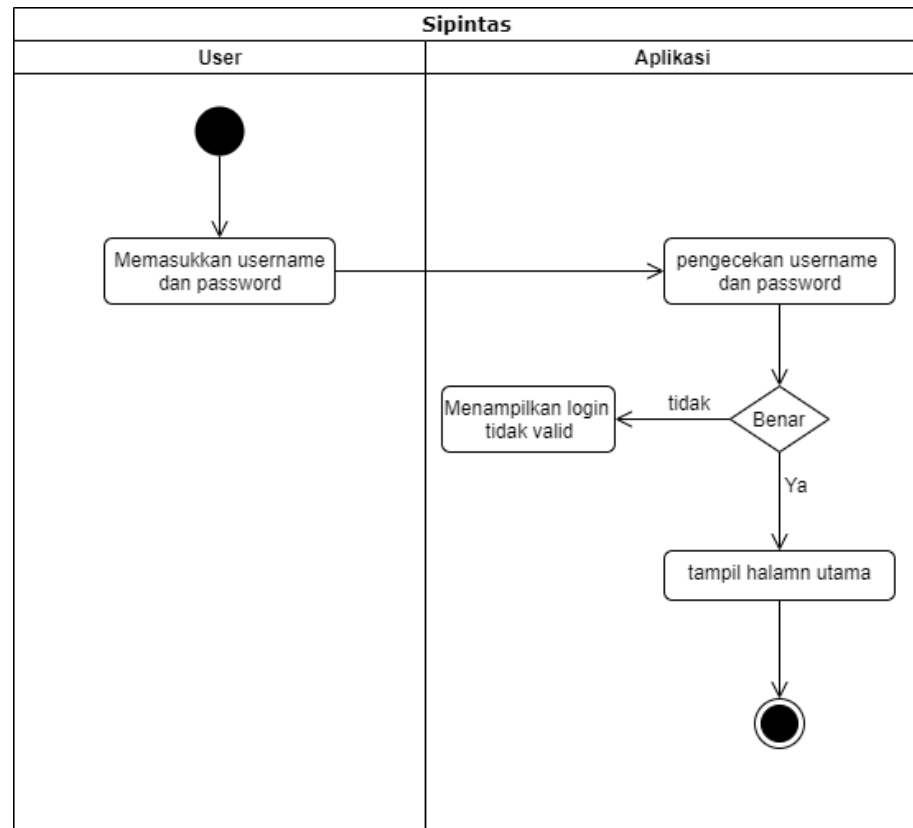 Sipintas
User
Aplikasi
Memasukkan username
dan password
pengecekan username
dan password
Menampilkan login
tidak valid
tidak
Benar
Ya
tampil halamn utama